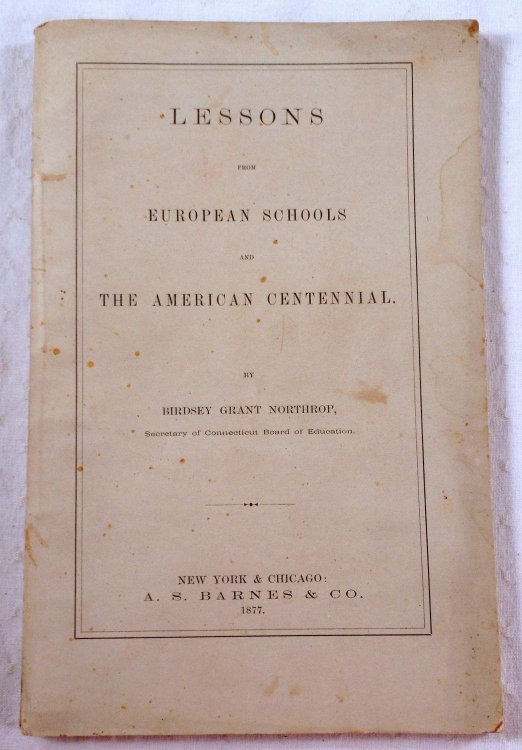 LESSONS
FROM
EUROPEAN SCHOOLS
AND
THE AMERICAN CENTENNIAL.
BY
BIRDSEY GRANT NORTHROP,
Secretary of Connecticut Board of Education.
NEW YORK & CHICAGO:
A. S. BARNES & CO.
1877.